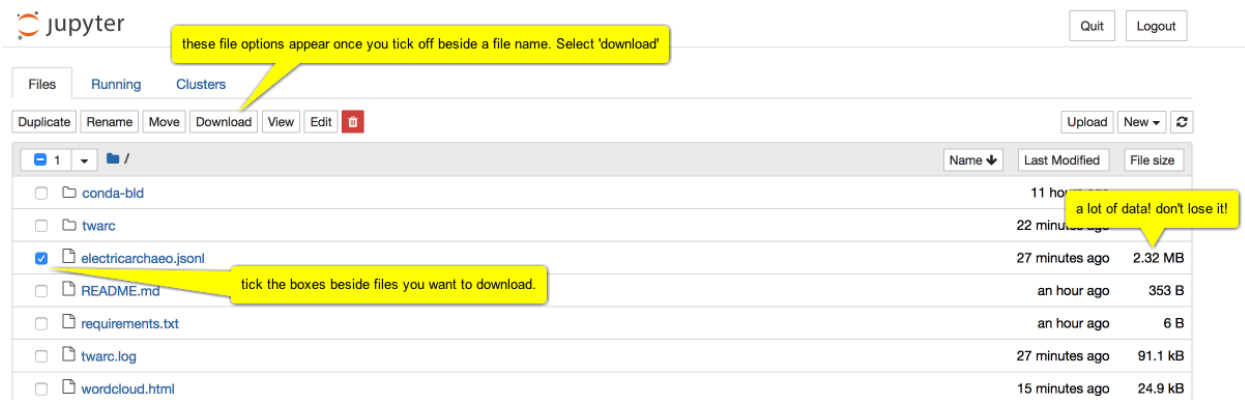 jupyter
Quit Logout
these file options appear once you tick off beside a file name. Select 'download'
Files Running Clusters
Duplicate Rename Move Download View Edit Upload New
1 / Name Last Modified File size
conda-bld 11 ago
a lot of data! don't lose it!
twarc 22 minutes ago
electricarchaeo.jsonl 27 minutes ago 2.32 MB
tick the boxes beside files you want to download.
README.md an hour ago 353 B
requirements.txt an hour ago 6 B
twarc.log 27 minutes ago 91.1 kB
wordcloud.html 15 minutes ago 24.9 kB